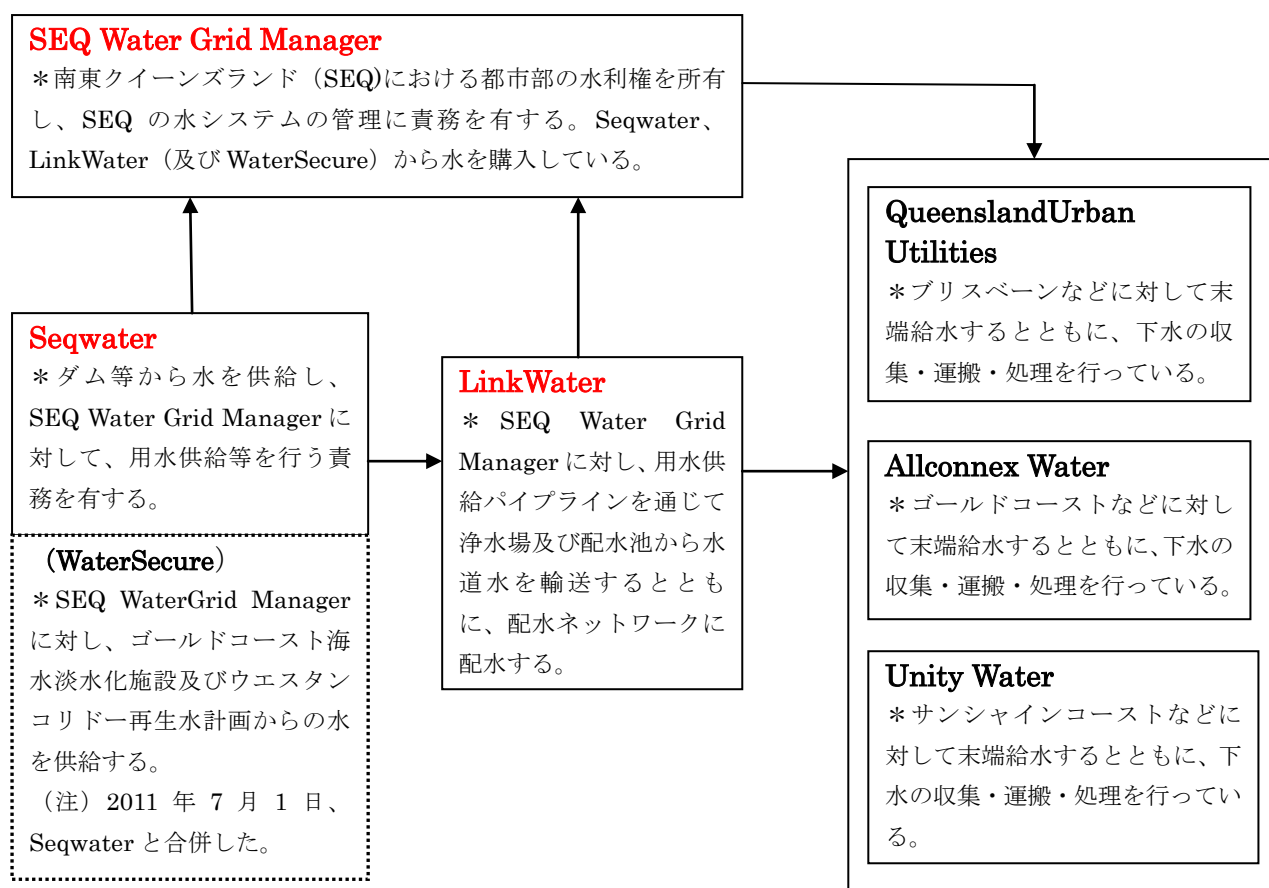 SEQ Water Grid Manager
＊南東クイーンズランド（SEQ)における都市部の水利権を所有
し、SEQ の水システムの管理に責務を有する。Seqwater、
LinkWater（及び WaterSecure）から水を購入している。
Seqwater
＊ダム等から水を供給し、
SEQ Water Grid Manager に
対して、用水供給等を行う責
務を有する。
（WaterSecure）
＊SEQ WaterGrid Manager
に対し、ゴールドコースト海
水淡水化施設及びウエスタン
コリドー再生水計画からの水
を供給する。
（注）2011 年 7 月 1 日、
Seqwater と合併した。
LinkWater
＊ SEQ Water Grid
Manager に対し、用水供
給パイプラインを通じて
浄水場及び配水池から水
道水を輸送するととも
に、配水ネットワークに
配水する。
QueenslandUrban
Utilities
＊ブリスベーンなどに対して末
端給水するとともに、下水の収
集・運搬・処理を行っている。
Allconnex Water
＊ゴールドコーストなどに対し
て末端給水するとともに、下水の
収集・運搬・処理を行っている。
Unity Water
＊サンシャインコーストなどに
対して末端給水するとともに、下
水の収集・運搬・処理を行ってい
る。